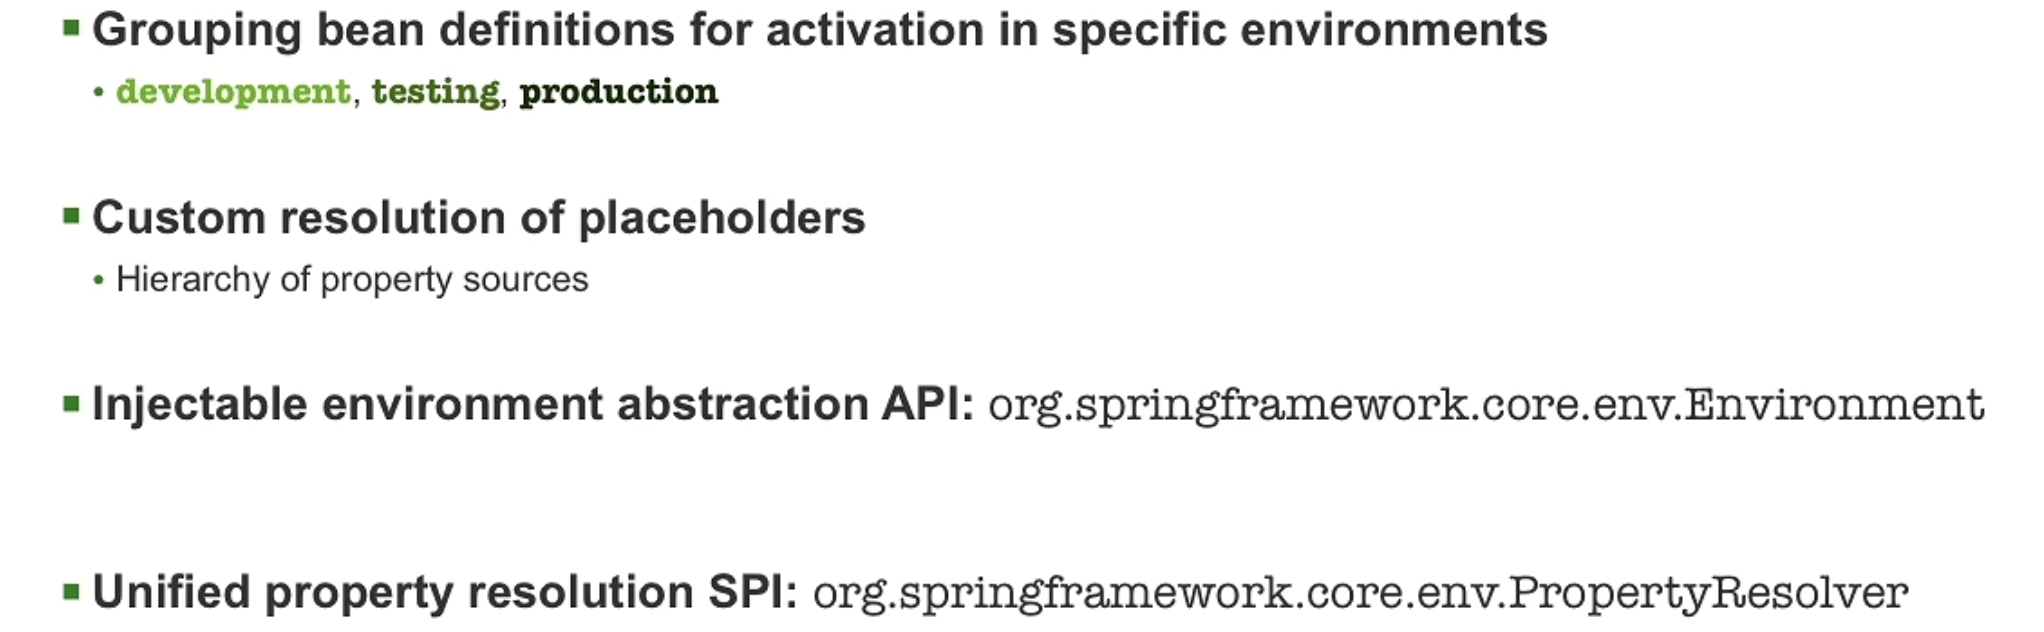 ▪ Grouping bean definitions for activation in specific environments
• development, testing, production
▪ Custom resolution of placeholders
• Hierarchy of property sources
▪ Injectable environment abstraction API: org.springframework.core.env.Environment
▪ Unified property resolution SPI: org.springframework.core.env.PropertyResolver